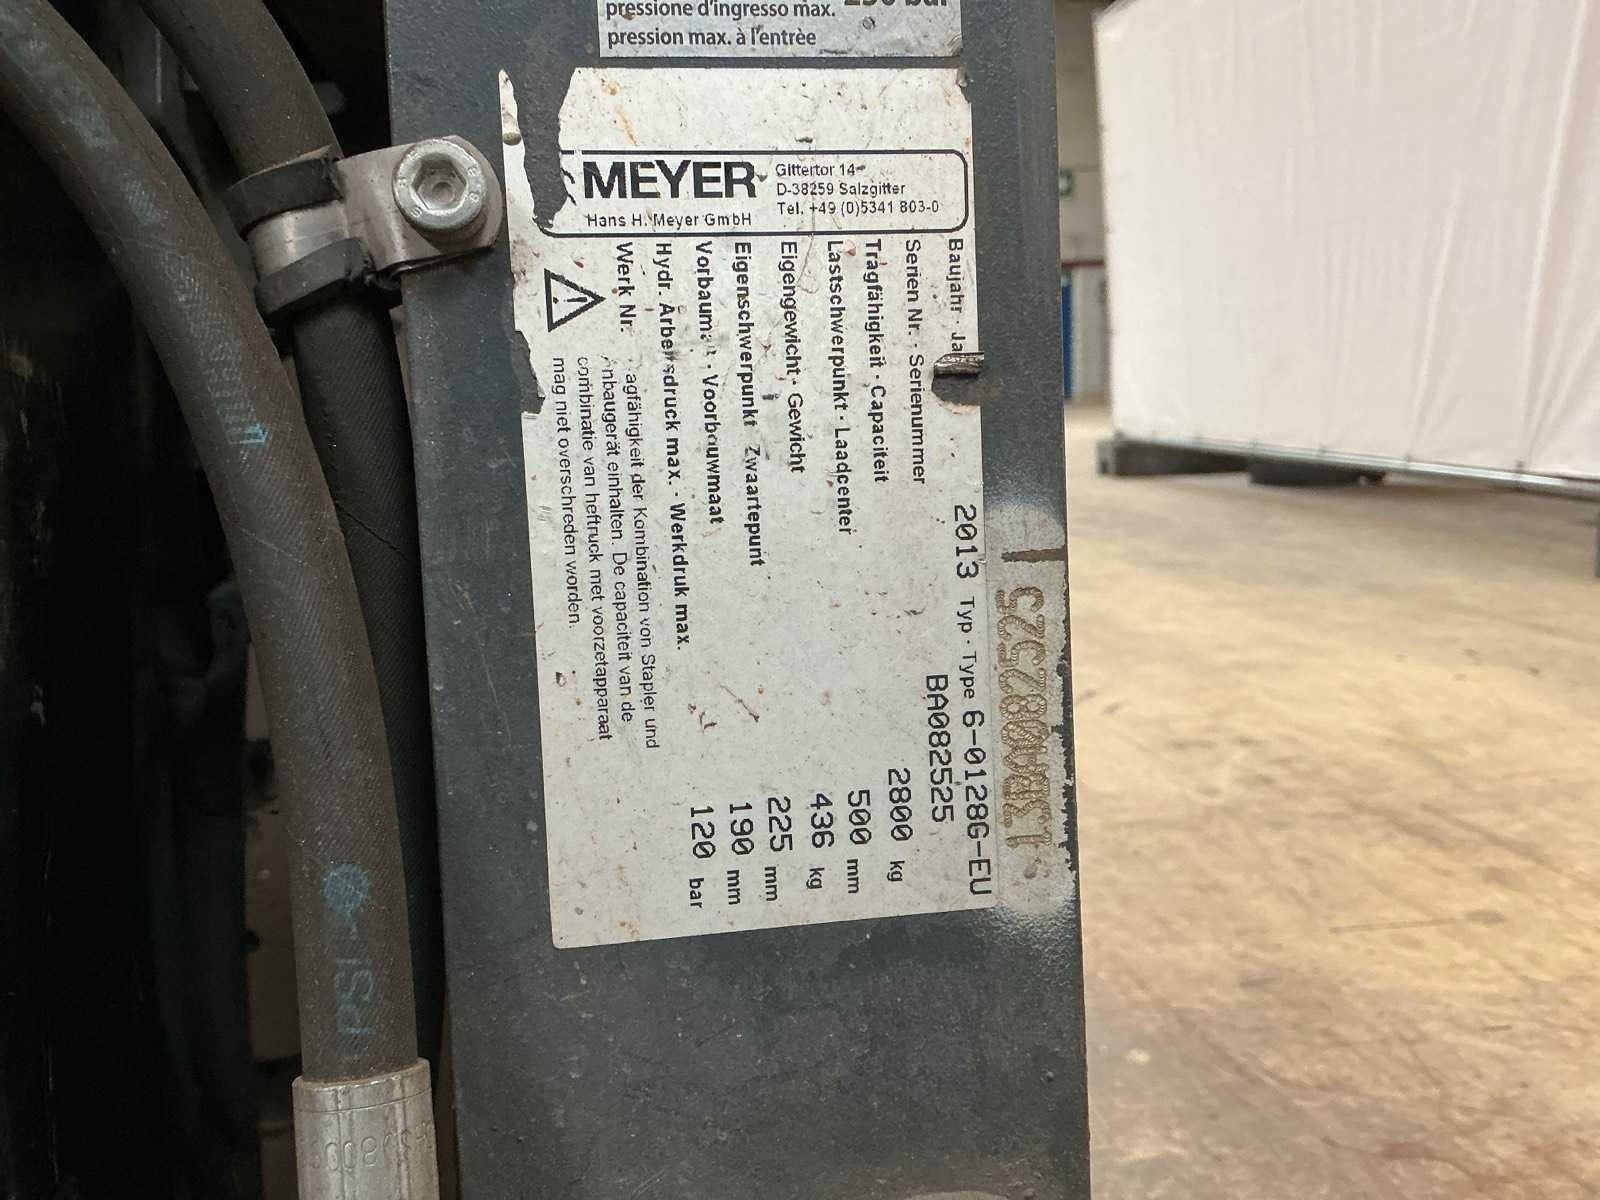 pressione d'ingresso max.
pression max. à l'entrèe
MEYER
Hans H. Meyer GmbH
Gittertor 14
D-38259 Salzgitter
Tel. +49 (0)5341 803-0
Baujahr · 2013 Typ · Type 6-0128G-EU
Serien Nr. · Serienummer BA082525
Tragfähigkeit · Capaciteit 2800 kg
Lastschwerpunkt · Laadcenter 500 mm
Eigengewicht · Gewicht 436 kg
Eigenschwerpunkt Zwaartepunt 225 mm
Vorbaumaß · Voorbouwmaat 190 mm
Hydr. Arbeitsdruck max. · Werkdruk max. 120 bar
Werk Nr.
der Kombination von Stapler und
einhalten. De capaciteit van de
combinatie van heftruck met voorzetapparaat
mag niet overschreden worden.